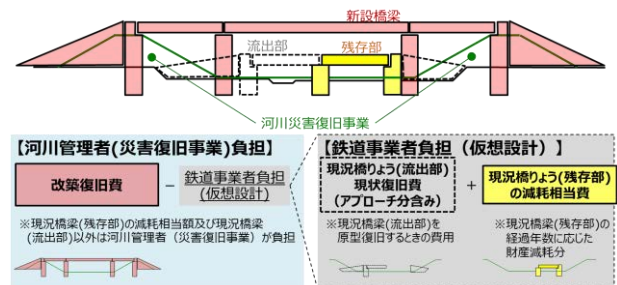 新設橋梁
流出部
残存部
河川災害復旧事業
【河川管理者(災害復旧事業)負担】
改築復旧費
－
鉄道事業者負担
(仮想設計)
※現況橋梁(残存部)の減耗相当額及び現況橋梁
(流出部)以外は河川管理者（災害復旧事業）が負担
【鉄道事業者負担（仮想設計）】
現況橋りょう(流出部)
現状復旧費
(アプローチ分含み)
+
現況橋りょう(残存部)
の減耗相当費
※現況橋梁(流出部)を
原型復旧するときの費用
※現況橋梁(残存部)の
経過年数に応じた
財産減耗分